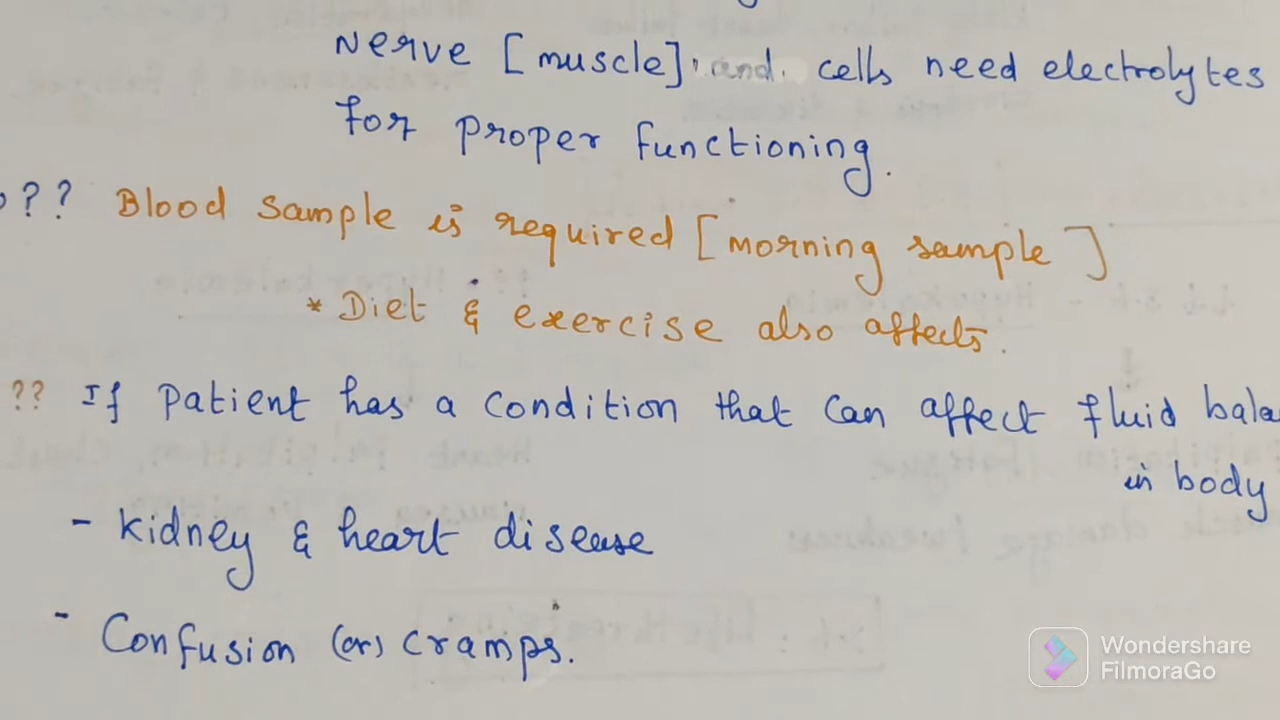 Nerve [muscle] and cells need electrolytes
for proper functioning.
?? Blood sample is required [morning sample]
* Diet & exercise also affects.
?? If patient has a condition that can affect fluid bala
in body
- Kidney & heart disease
- Confusion (or) cramps.
Wondershare
FilmoraGo